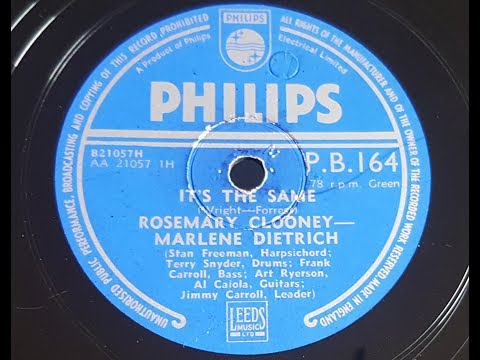 PHILIPS
ALL RIGHTS OF THE MANUFACTURER AND OF THE OWNER OF THE RECORDED WORK RESERVED. MADE IN ENGLAND
UNAUTHORISED PUBLIC PERFORMANCE, BROADCASTING AND COPYING OF THIS RECORD PROHIBITED
A Product of Philips Electrical Limited
PHILIPS
B21057H
AA 21057 1H
P.B.164
78 r.p.m. Green
IT'S THE SAME
(Wright—Forrest)
ROSEMARY CLOONEY—
MARLENE DIETRICH
(Stan Freeman, Harpsichord;
Terry Snyder, Drums; Frank
Carroll, Bass; Art Ryerson,
Al Caiola, Guitars;
Jimmy Carroll, Leader)
LEEDS
MUSIC
LTD